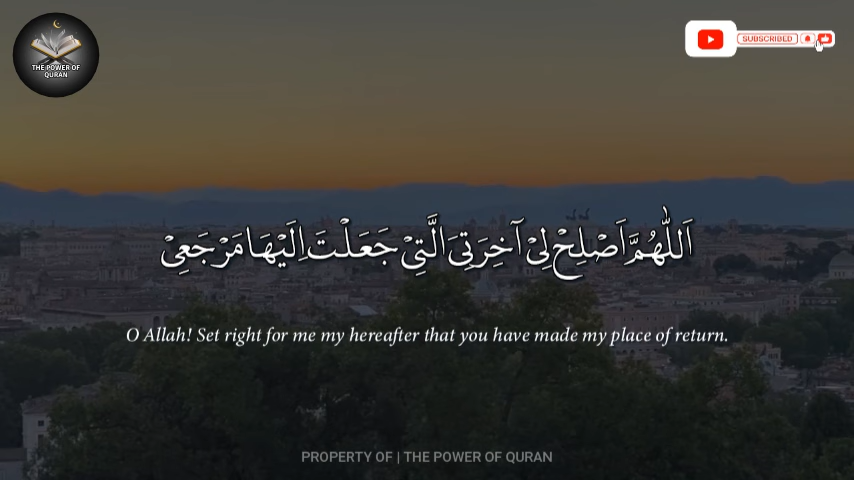 THE POWER OF
QURAN
SUBSCRIBED
اَللّٰهُمَّ اَصْلِحْ لِىْ آخِرَتِىَ الَّتِىْ جَعَلْتَ اِلَيْهَا مَرْجَعِىْ
O Allah! Set right for me my hereafter that you have made my place of return.
PROPERTY OF | THE POWER OF QURAN